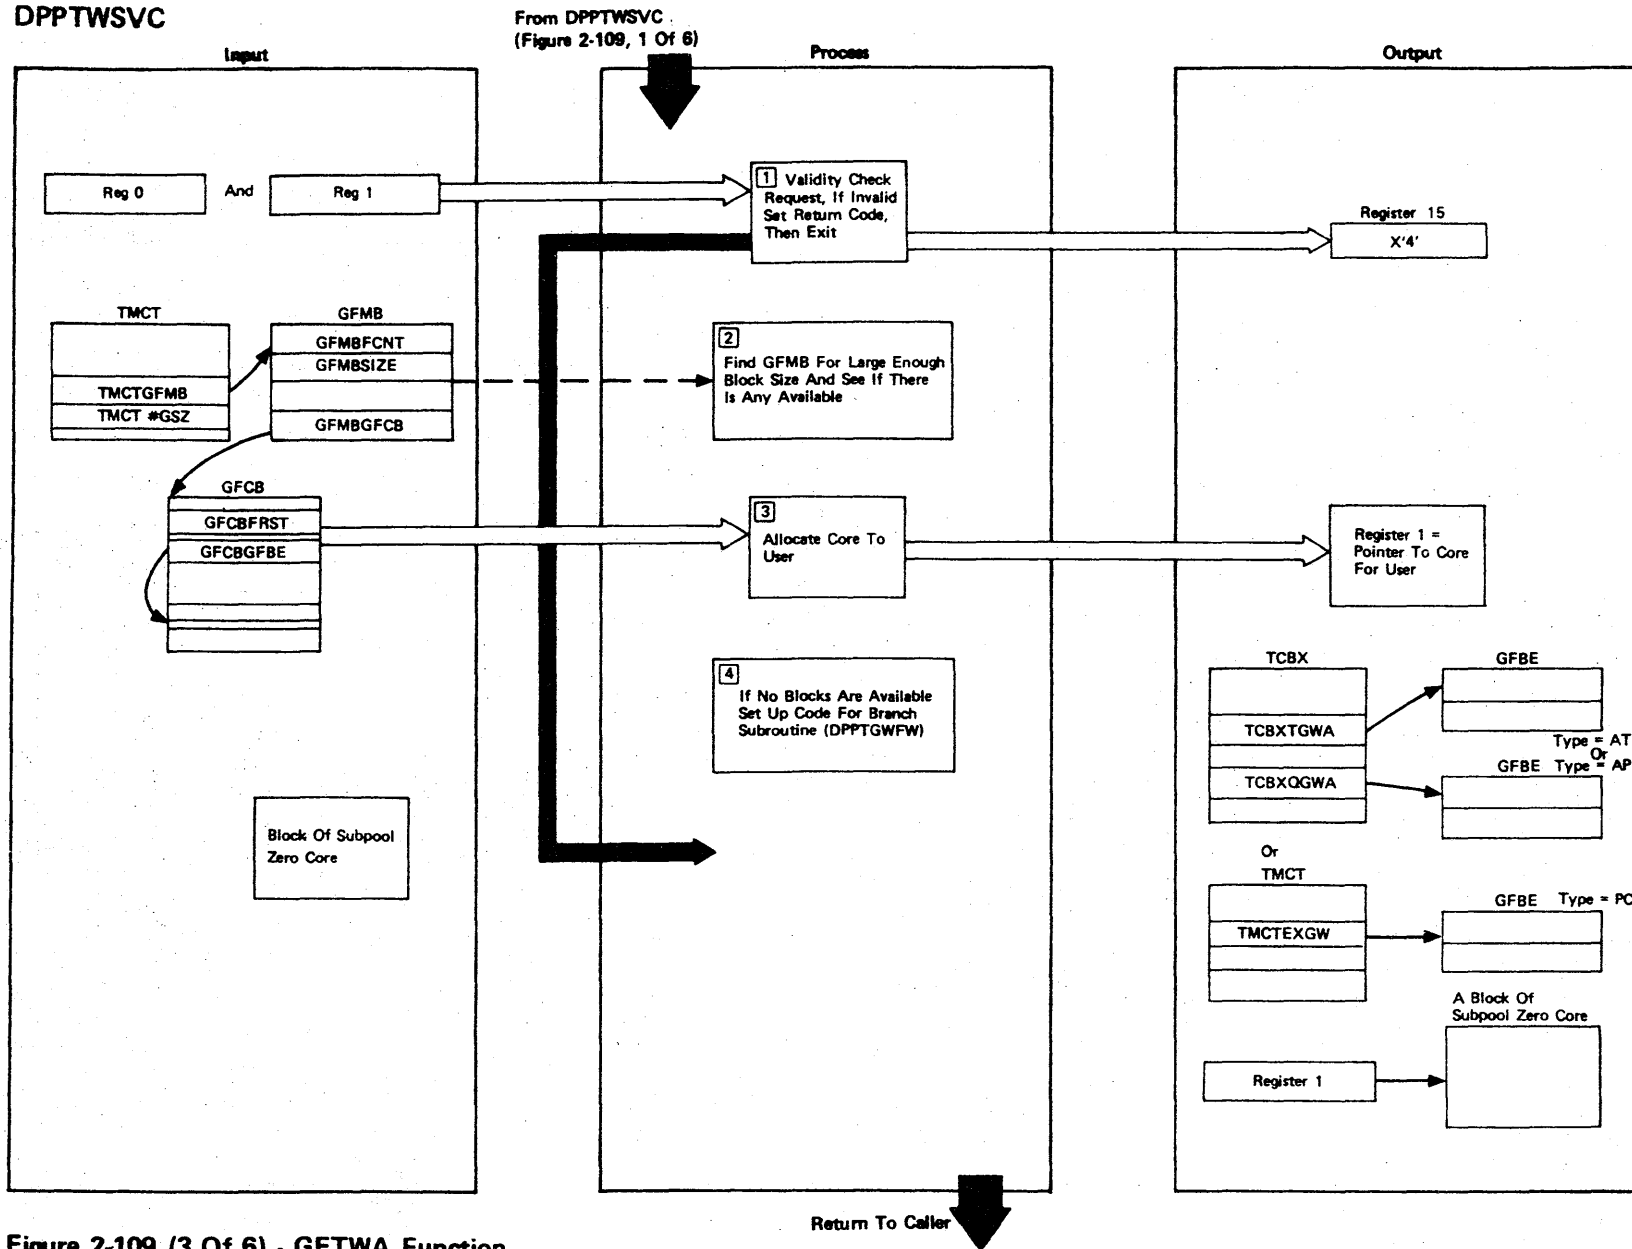 DPPTWSVC
From DPPTWSVC
(Figure 2-109, 1 Of 6)
Input
Process
Output
Reg 0
And
Reg 1
1 Validity Check
Request, If Invalid
Set Return Code,
Then Exit
Register 15
X'4'
TMCT
TMCTGFMB
TMCT #GSZ
GFMB
GFMBFCNT
GFMBSIZE
GFMBGFCB
2
Find GFMB For Large Enough
Block Size And See If There
Is Any Available
GFCB
GFCBFRST
GFCBGFBE
3
Allocate Core To
User
Register 1 =
Pointer To Core
For User
4
If No Blocks Are Available
Set Up Code For Branch
Subroutine (DPPTGWFW)
TCBX
TCBXTGWA
TCBXQGWA
GFBE
Type = AT
Or
GFBE Type = AP
Block Of Subpool
Zero Core
Or
TMCT
TMCTEXGW
GFBE Type = PC
A Block Of
Subpool Zero Core
Register 1
Return To Caller
Figure 2-109 (3 Of 6) - GETWA Function